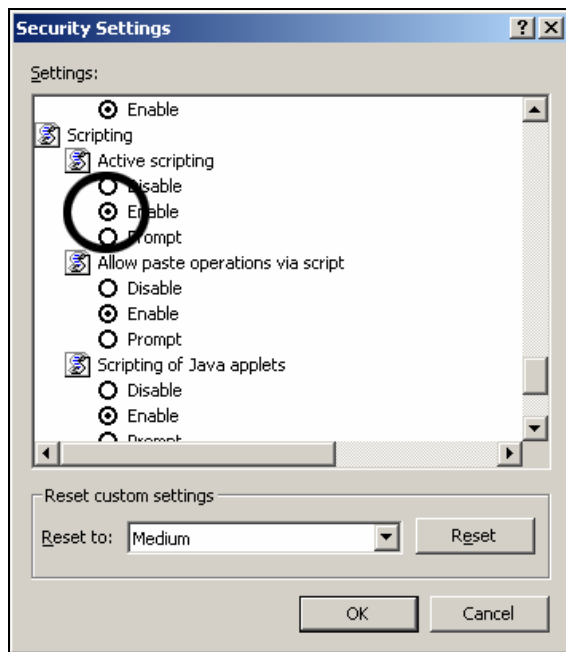 Security Settings
Settings:
Enable
Scripting
Active scripting
Disable
Enable
Prompt
Allow paste operations via script
Disable
Enable
Prompt
Scripting of Java applets
Disable
Enable
Prompt
Reset custom settings
Reset to: Medium Reset
OK Cancel